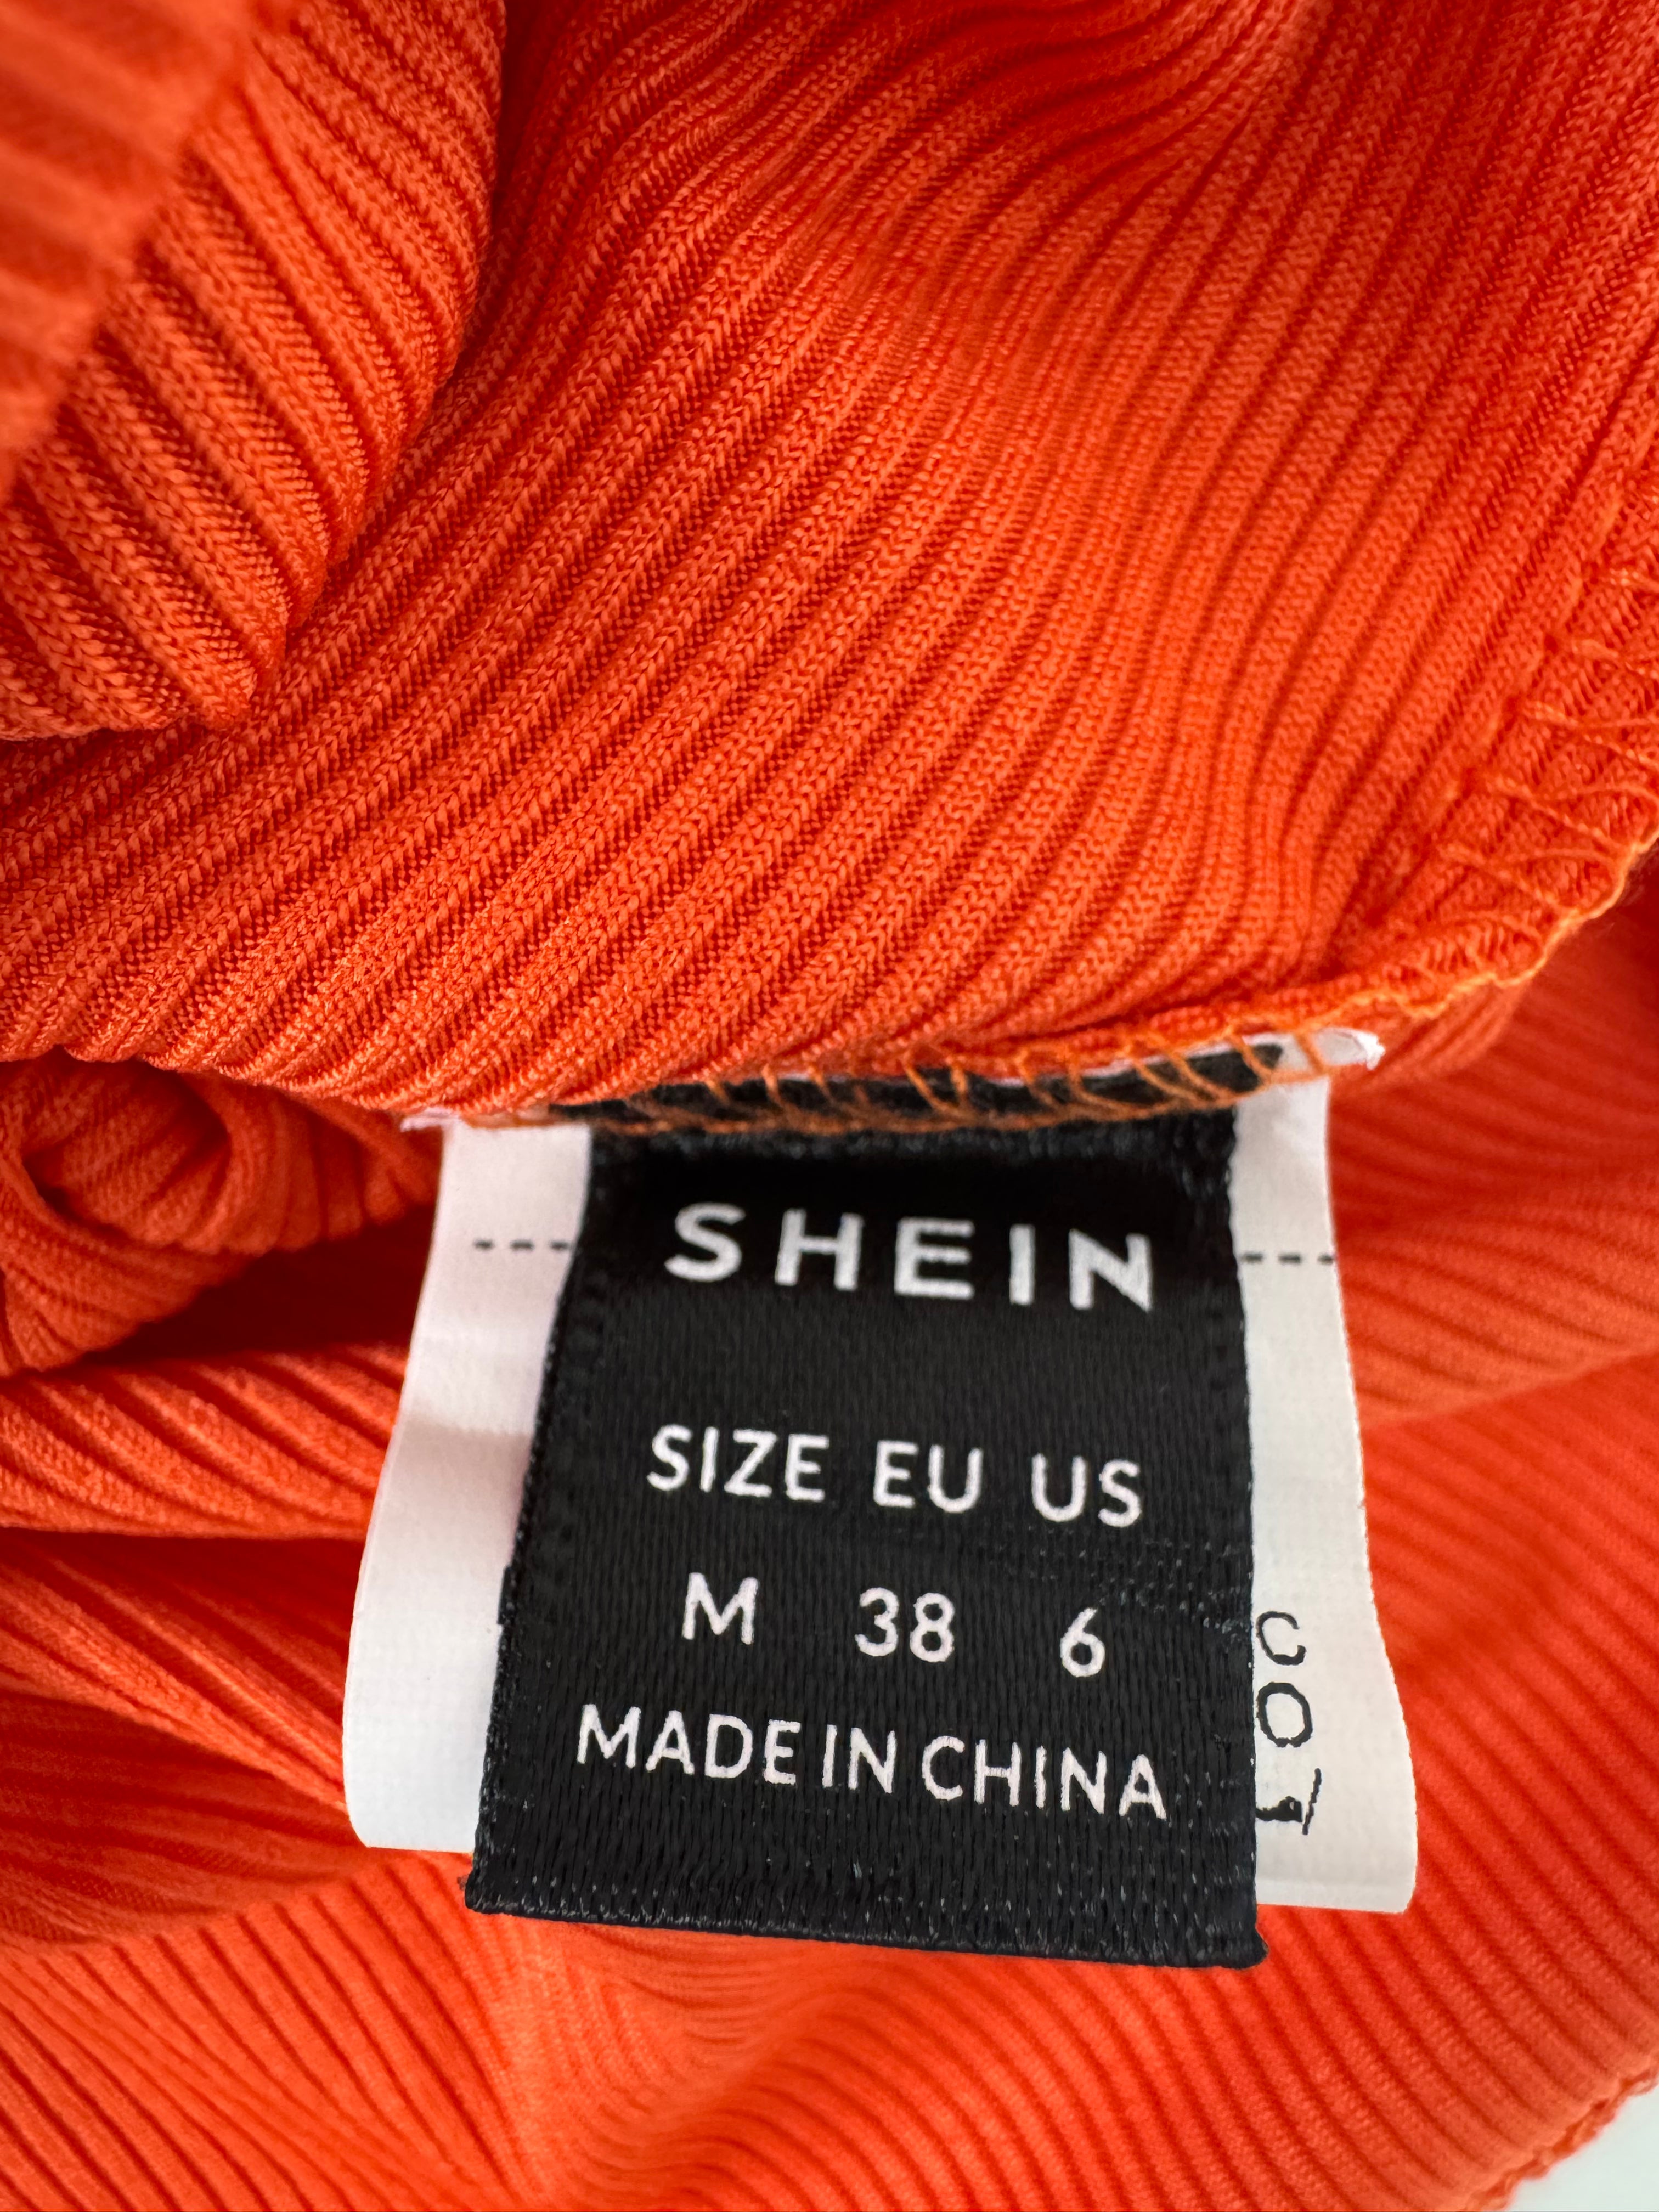 SHEIN
SIZE EU US
M 38 6
MADE IN CHINA